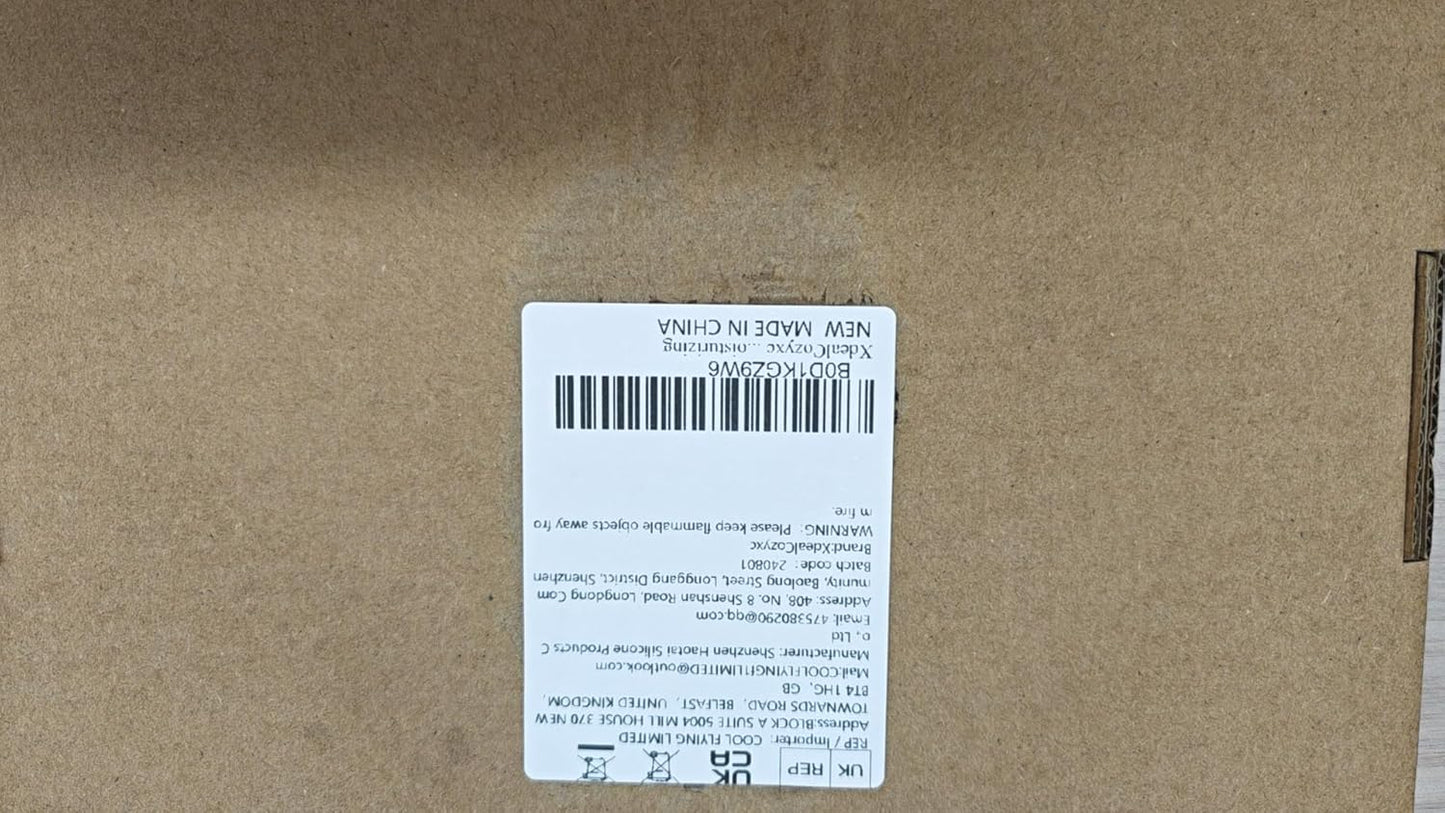 UK REP UK CA
REP / Importer: COOL FLYING LIMITED
Address:BLOCK A SUITE 5004 MILL HOUSE 370 NEW
TOWNARDS ROAD, BELFAST, UNITED KINGDOM,
BT4 1HG, GB
Mail:COOLFLYING11LIMITED@outlook.com
Manufacturer: Shenzhen Haotai Silicone Products C
o., Ltd
Email: 475380290@qq.com
Address: 408, No. 8 Shenshan Road, Longdong Com
munity, Baolong Street, Longgang District, Shenzhen
Batch code: 240801
Brand:XdealCozyxc
WARNING: Please keep flammable objects away fro
m fire.
B0D1KGZ9W6
XdealCozyxc ...oisturizing
NEW MADE IN CHINA